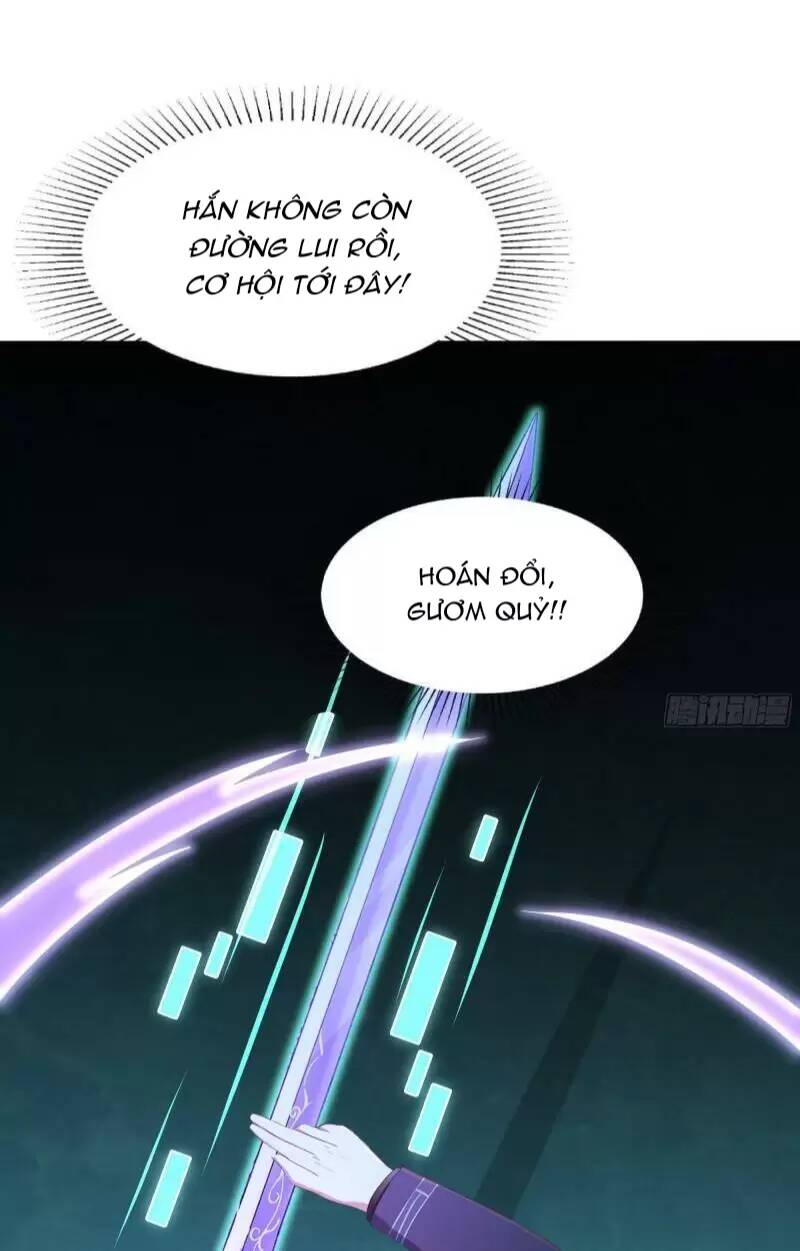 HẮN KHÔNG CÒN
ĐƯỜNG LUI RỒI,
CƠ HỘI TỚI ĐÂY!
HOÁN ĐỔI,
GƯƠM QUỶ!!
腾讯动漫